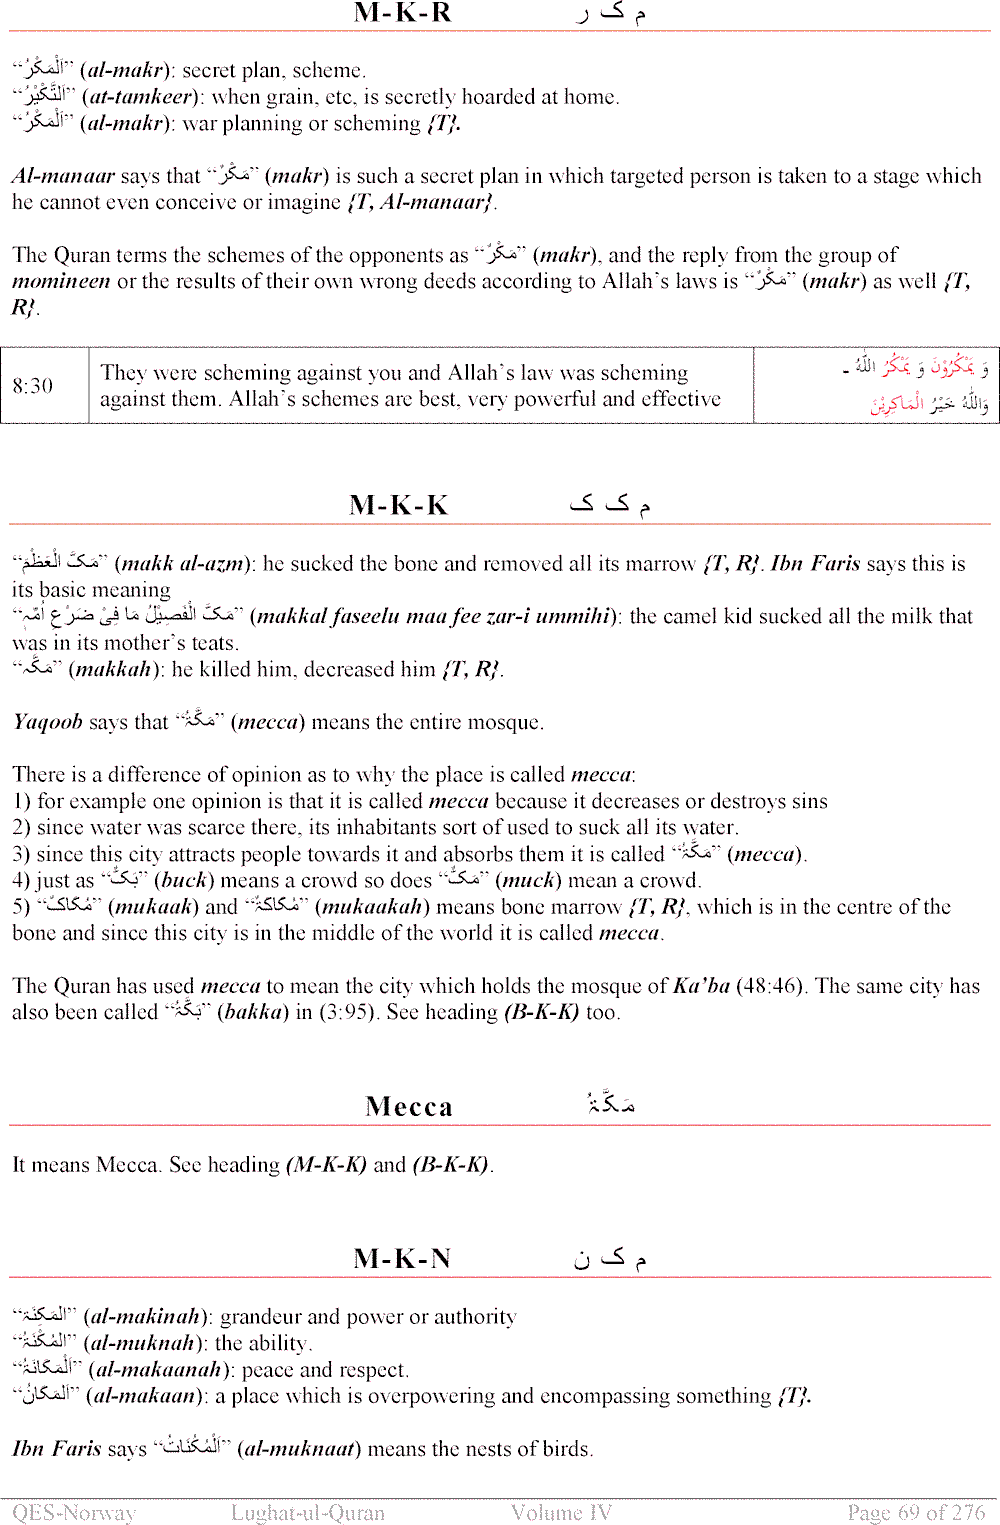 M-K-R م ک ر
“اَلْمَكْرُ” (al-makr): secret plan, scheme.
“اَلتَّمْكِيْرُ” (at-tamkeer): when grain, etc, is secretly hoarded at home.
“اَلْمَكْرُ” (al-makr): war planning or scheming {T}.
Al-manaar says that “مَكْرٌ” (makr) is such a secret plan in which targeted person is taken to a stage which
he cannot even conceive or imagine {T, Al-manaar}.
The Quran terms the schemes of the opponents as “مَكْرٌ” (makr), and the reply from the group of
momineen or the results of their own wrong deeds according to Allah’s laws is “مَكْرٌ” (makr) as well {T,
R}.
8:30
They were scheming against you and Allah’s law was scheming
against them. Allah’s schemes are best, very powerful and effective
وَ يَمْكُرُوْنَ وَ يَمْكُرُ اللّٰهُ ۔
وَاللّٰهُ خَيْرُ الْمَاكِرِيْنَ
M-K-K م ک ک
“مَکَّ الْعَظْمَ” (makk al-azm): he sucked the bone and removed all its marrow {T, R}. Ibn Faris says this is
its basic meaning
“مَکَّ الْفَصِيْلُ مَا فِیْ ضَرْعِ اُمِّہٖ” (makkal faseelu maa fee zar-i ummihi): the camel kid sucked all the milk that
was in its mother’s teats.
“مَکَّہٗ” (makkah): he killed him, decreased him {T, R}.
Yaqoob says that “مَكَّۃُ” (mecca) means the entire mosque.
There is a difference of opinion as to why the place is called mecca:
1) for example one opinion is that it is called mecca because it decreases or destroys sins
2) since water was scarce there, its inhabitants sort of used to suck all its water.
3) since this city attracts people towards it and absorbs them it is called “مَكَّۃُ” (mecca).
4) just as “بَکٌّ” (buck) means a crowd so does “مَکٌّ” (muck) mean a crowd.
5) “مُكَاکٌ” (mukaak) and “مُكَاكَۃٌ” (mukaakah) means bone marrow {T, R}, which is in the centre of the
bone and since this city is in the middle of the world it is called mecca.
The Quran has used mecca to mean the city which holds the mosque of Ka’ba (48:46). The same city has
also been called “بَكَّۃُ” (bakka) in (3:95). See heading (B-K-K) too.
Mecca مَكَّۃُ
It means Mecca. See heading (M-K-K) and (B-K-K).
M-K-N م ک ن
“اَلمَكِنَۃ” (al-makinah): grandeur and power or authority
“اَلمُكْنَۃُ” (al-muknah): the ability.
“اَلْمَكَانَۃُ” (al-makaanah): peace and respect.
“اَلمَكَانُ” (al-makaan): a place which is overpowering and encompassing something {T}.
Ibn Faris says “اَلْمُكْنَاتُ” (al-muknaat) means the nests of birds.
QES-Norway Lughat-ul-Quran Volume IV Page 69 of 276